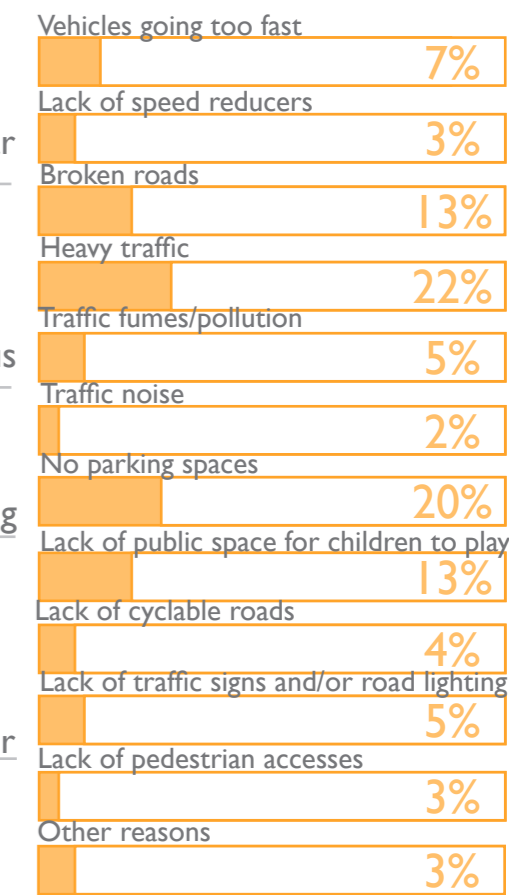 Vehicles going too fast
7%
Lack of speed reducers
3%
Broken roads
13%
Heavy traffic
22%
Traffic fumes/pollution
5%
Traffic noise
2%
No parking spaces
20%
Lack of public space for children to play
13%
Lack of cyclable roads
4%
Lack of traffic signs and/or road lighting
5%
Lack of pedestrian accesses
3%
Other reasons
3%